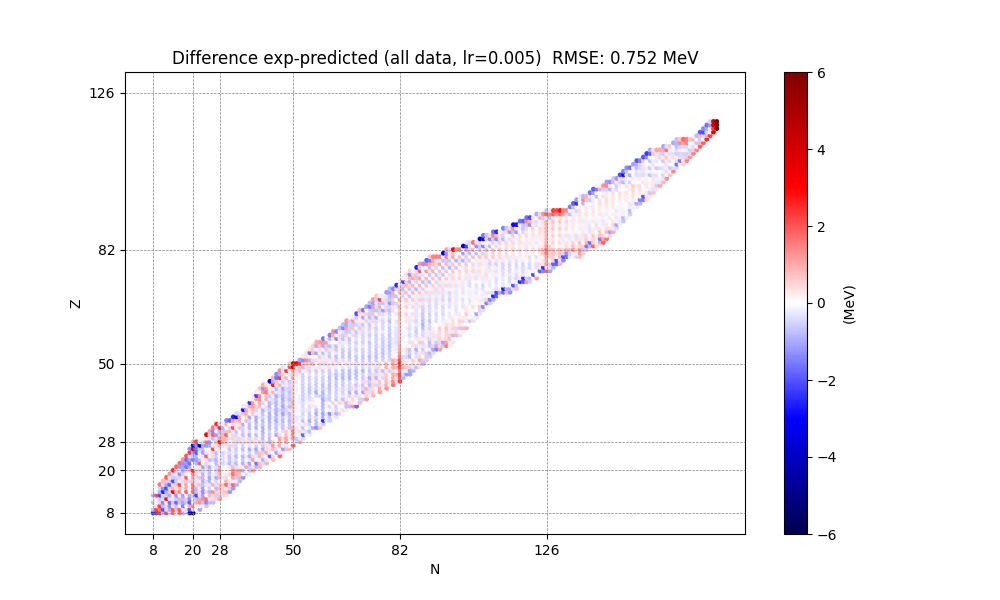 Difference exp-predicted (all data, lr=0.005)  RMSE: 0.752 MeV
126
82
50
28
20
8
Z
8 20 28 50 82 126
N
6
4
2
0
−2
−4
−6
(MeV)